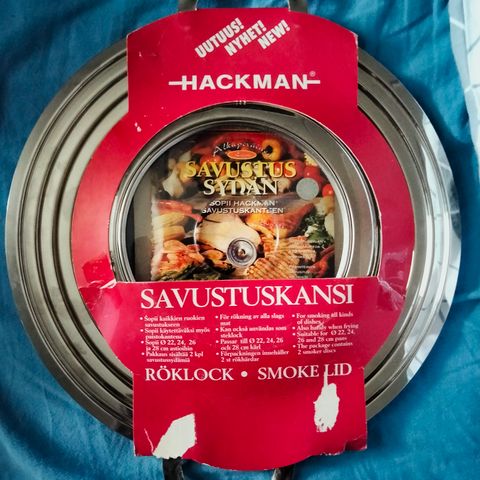 UUTUUS!
NYHET!
NEW!
HACKMAN®
Alkuperäinen
SAVUSTUS
SYDÄN
SOPII HACKMAN
SAVUSTUSKANTEEN
SAVUSTUSKANSI
• Sopii kaikkien ruokien
savustukseen
• Sopii käytettäväksi myös
paistokantena
• Sopii Ø 22, 24, 26
ja 28 cm astioihin
• Pakkaus sisältää 2 kpl
savustussydämiä
• För rökning av alla slags
mat
• Kan också användas som
steklock
• Passar till Ø 22, 24, 26
och 28 cm kärl
• Förpackningen innehåller
2 st rökhärdar
• For smoking all kinds
of dishes
• Also handy when frying
• Suitable for Ø 22, 24,
26 and 28 cm pans
• The package contains
2 smoker discs
RÖKLOCK • SMOKE LID